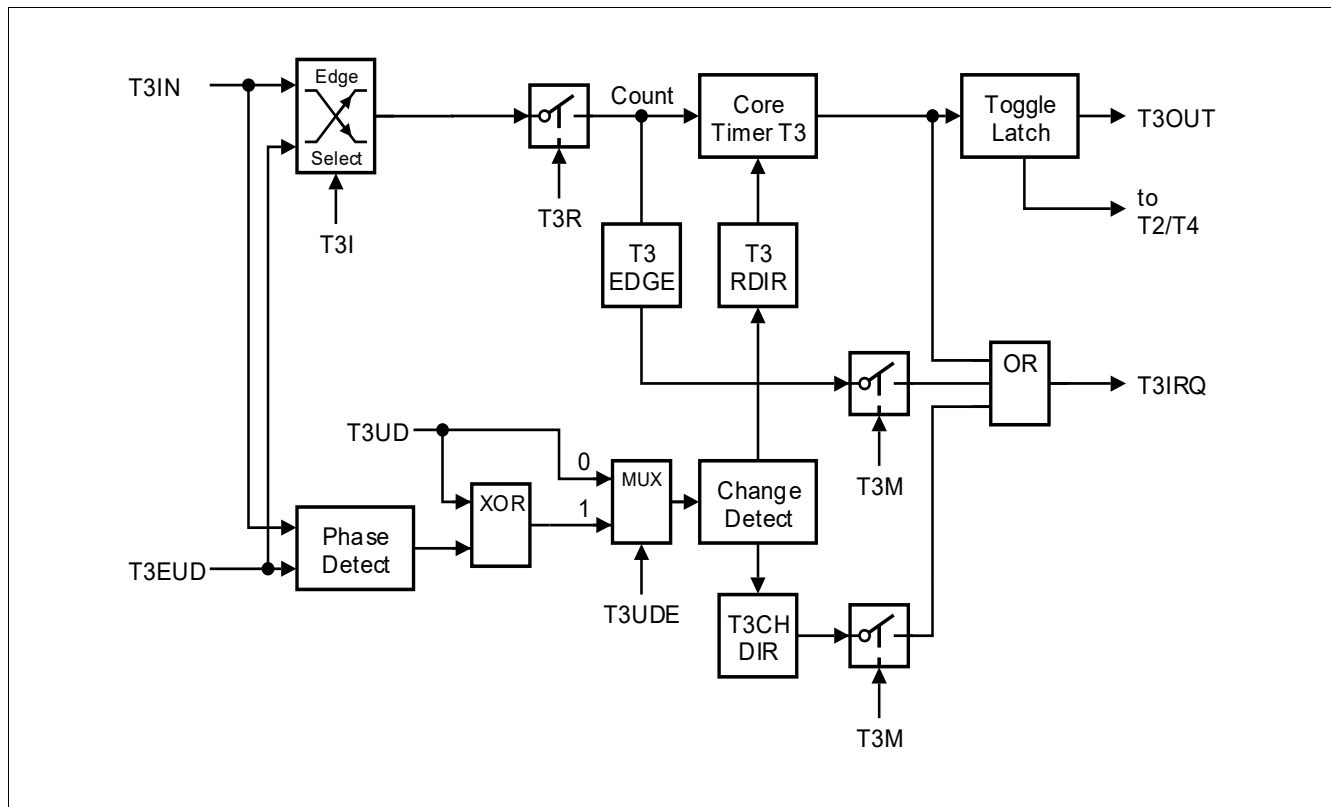 T3IN
Edge
Select
T3I
T3R
Count
Core
Timer T3
Toggle
Latch
T3OUT
to
T2/T4
T3
EDGE
T3
RDIR
OR
T3IRQ
T3M
T3UD
0
1
XOR
MUX
Change
Detect
Phase
Detect
T3EUD
T3UDE
T3CH
DIR
T3M